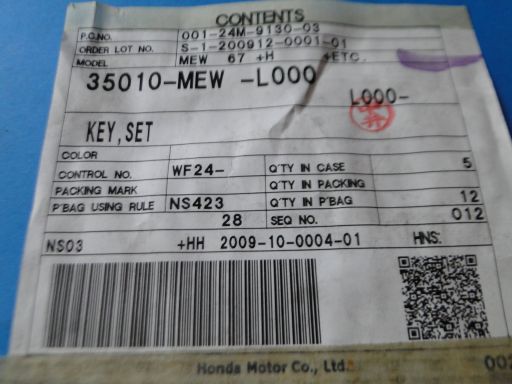 CONTENTS
P.O.NO. 001-24M-9130-03
ORDER LOT NO. S-1-200912-0001-01
MODEL MEW 67 +H +ETC.
35010-MEW -L000
L000-
KEY,SET
COLOR
CONTROL NO. WF24- Q'TY IN CASE 5
PACKING MARK Q'TY IN PACKING
P'BAG USING RULE NS423 Q'TY IN P'BAG 12
28 SEQ NO. 012
NS03 +HH 2009-10-0004-01 HNS:
Honda Motor Co., Ltd.